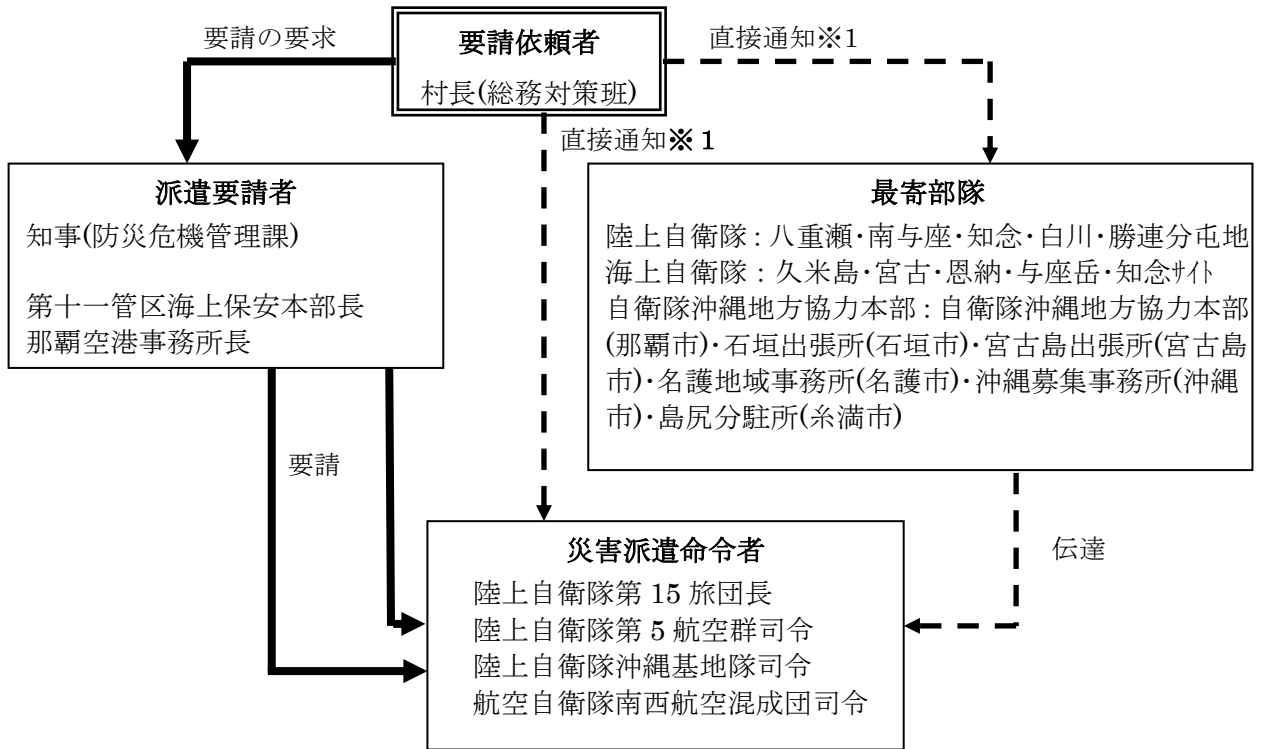 要請の要求
要請依頼者
直接通知※1
村長(総務対策班)
直接通知※1
派遣要請者
知事(防災危機管理課)
第十一管区海上保安本部長
那覇空港事務所長
最寄部隊
陸上自衛隊：八重瀬･南与座･知念･白川･勝連分屯地
海上自衛隊：久米島･宮古･恩納･与座岳･知念ｻｲﾄ
自衛隊沖縄地方協力本部：自衛隊沖縄地方協力本部
(那覇市)･石垣出張所(石垣市)･宮古島出張所(宮古島
市)･名護地域事務所(名護市)･沖縄募集事務所(沖縄
市)･島尻分駐所(糸満市)
要請
伝達
災害派遣命令者
陸上自衛隊第 15 旅団長
陸上自衛隊第 5 航空群司令
陸上自衛隊沖縄基地隊司令
航空自衛隊南西航空混成団司令